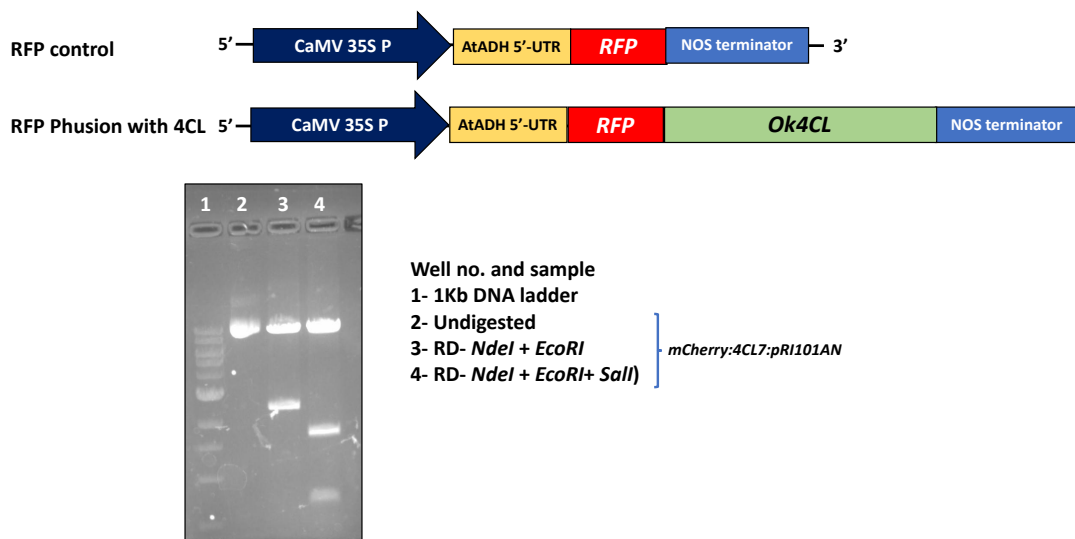 RFP control 5’ CaMV 35S P AtADH 5’-UTR RFP NOS terminator 3’
RFP Phusion with 4CL 5’ CaMV 35S P AtADH 5’-UTR RFP Ok4CL NOS terminator
1 2 3 4
Well no. and sample
1- 1Kb DNA ladder
2- Undigested
3- RD- NdeI + EcoRI
4- RD- NdeI + EcoRI+ SalI)
mCherry:4CL7:pRI101AN